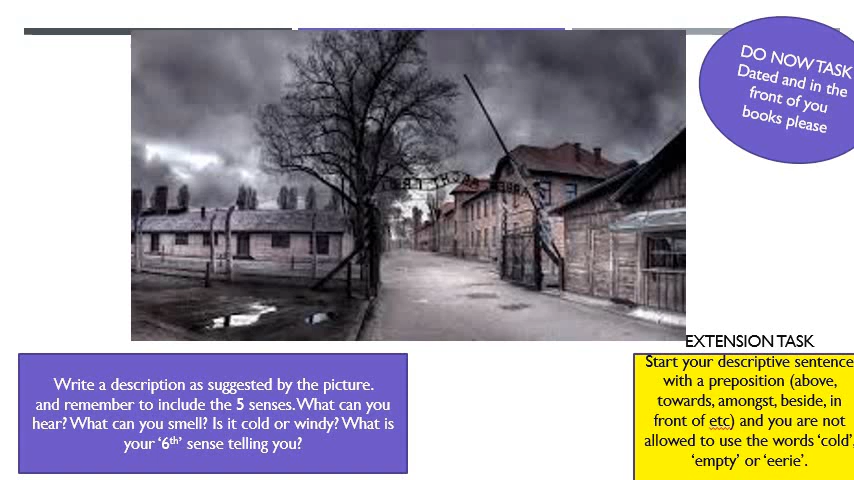 DO NOW TASK
Dated and in the
front of you
books please
Write a description as suggested by the picture.
and remember to include the 5 senses. What can you
hear? What can you smell? Is it cold or windy? What is
your ‘6th’ sense telling you?
EXTENSION TASK
Start your descriptive sentence
with a preposition (above,
towards, amongst, beside, in
front of etc) and you are not
allowed to use the words ‘cold’,
‘empty’ or ‘eerie’.